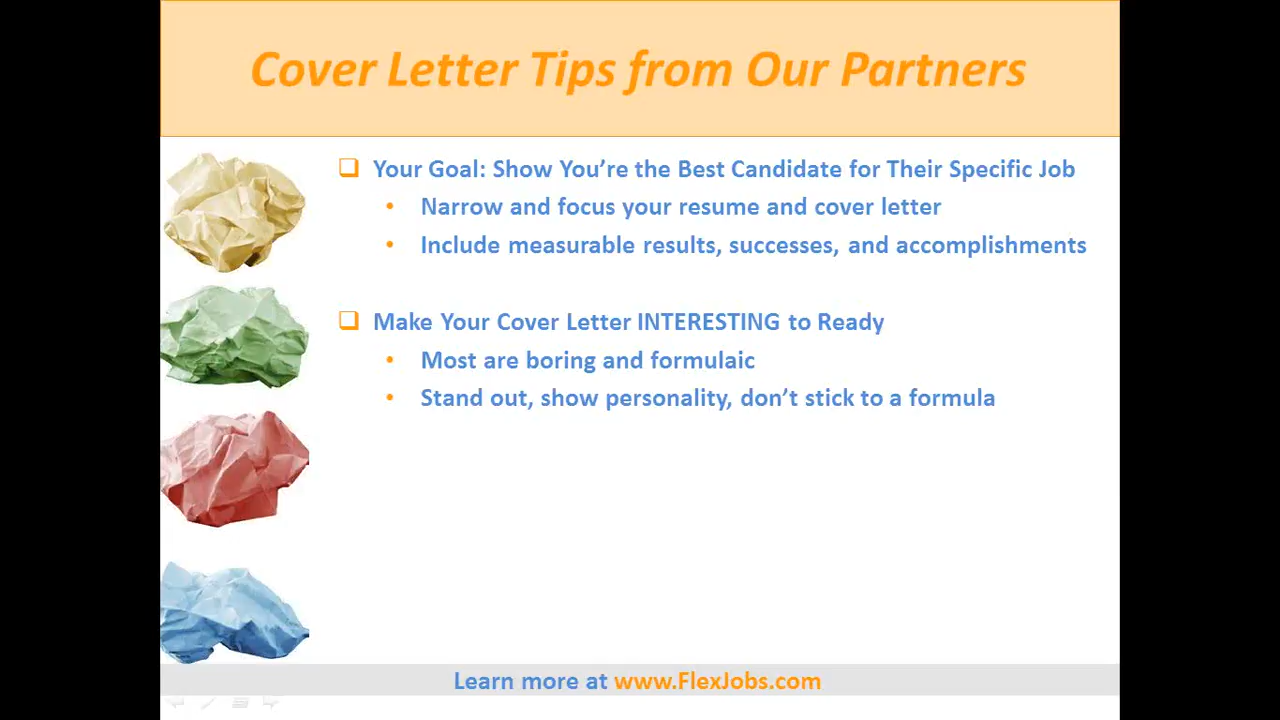 Cover Letter Tips from Our Partners
Your Goal: Show You’re the Best Candidate for Their Specific Job
Narrow and focus your resume and cover letter
Include measurable results, successes, and accomplishments
Make Your Cover Letter INTERESTING to Ready
Most are boring and formulaic
Stand out, show personality, don’t stick to a formula
Learn more at www.FlexJobs.com